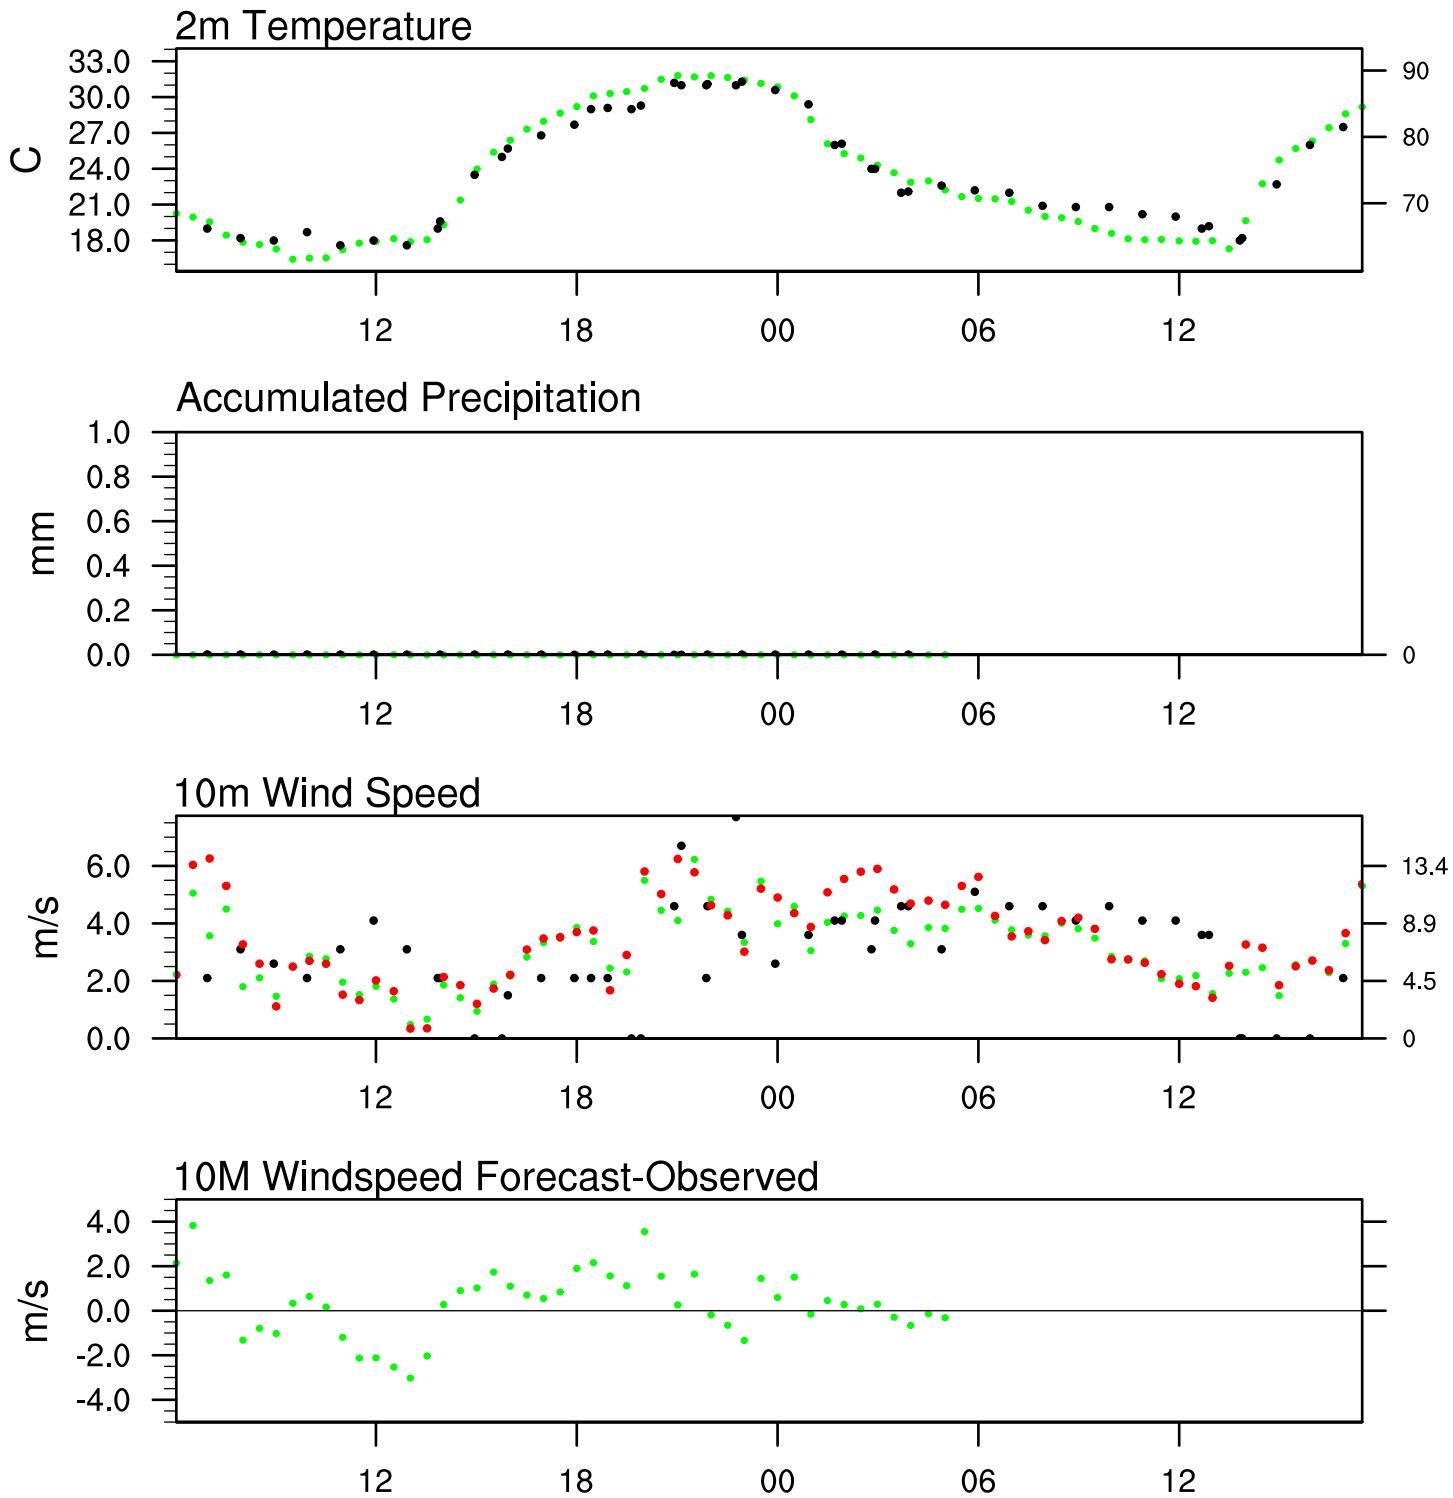 2m Temperature
33.0
30.0
27.0
24.0
21.0
18.0
C
90
80
70
12 18 00 06 12
Accumulated Precipitation
1.0
0.8
0.6
0.4
0.2
0.0
mm
0
12 18 00 06 12
10m Wind Speed
6.0
4.0
2.0
0.0
m/s
13.4
8.9
4.5
0
12 18 00 06 12
10M Windspeed Forecast-Observed
4.0
2.0
0.0
-2.0
-4.0
m/s
12 18 00 06 12